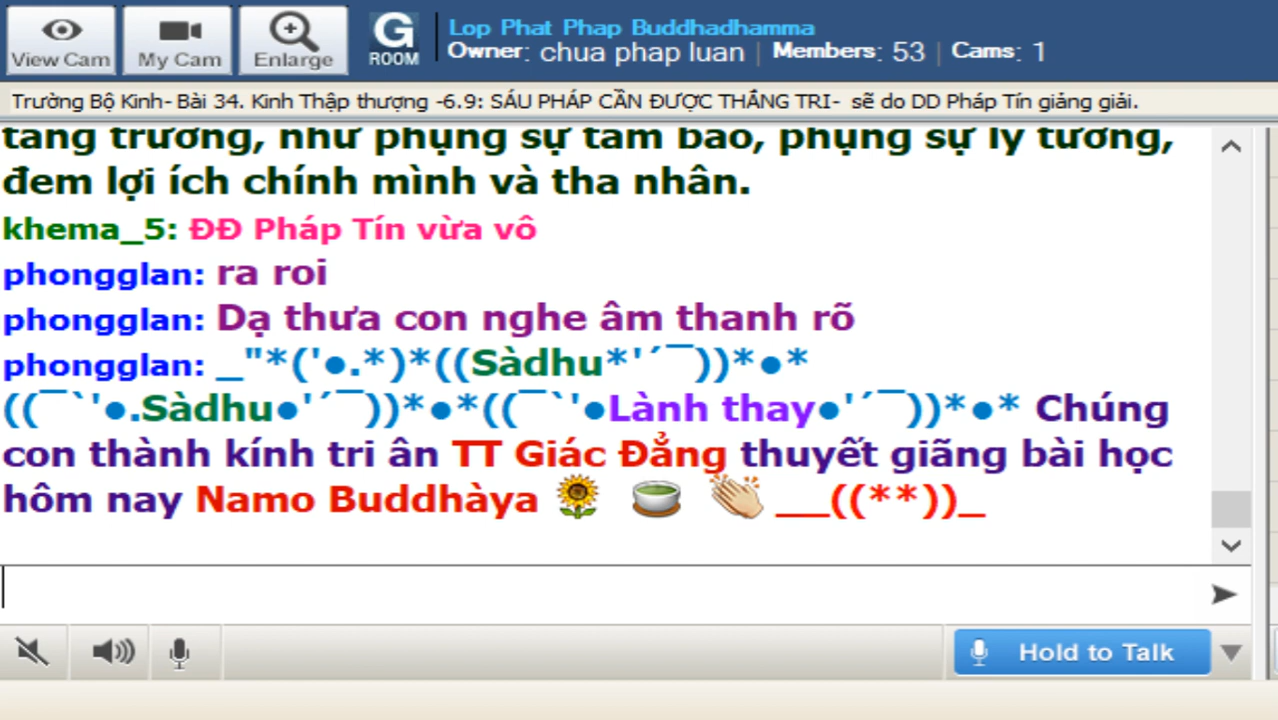 View Cam
My Cam
Enlarge
G
ROOM
Lop Phat Phap Buddhadhamma
Owner: chua phap luan | Members: 53 | Cams: 1
Trường Bộ Kinh- Bài 34. Kinh Thập thượng -6.9: SÁU PHÁP CẦN ĐƯỢC THẮNG TRI- sẽ do DD Pháp Tín giảng giải.
tăng trưởng, như phụng sự tam bảo, phụng sự lý tưởng,
đem lợi ích chính mình và tha nhân.
khema_5: ĐĐ Pháp Tín vừa vô
phongglan: ra roi
phongglan: Dạ thưa con nghe âm thanh rõ
phongglan: _"*('●.*)*((Sàdhu*'´¯))*●*
((¯`'●.Sàdhu●'´¯))*●*((¯`'●Lành thay●'´¯))*●* Chúng
con thành kính tri ân TT Giác Đẳng thuyết giãng bài học
hôm nay Namo Buddhàya 🌻 🍵 👏 __((**))_
Hold to Talk